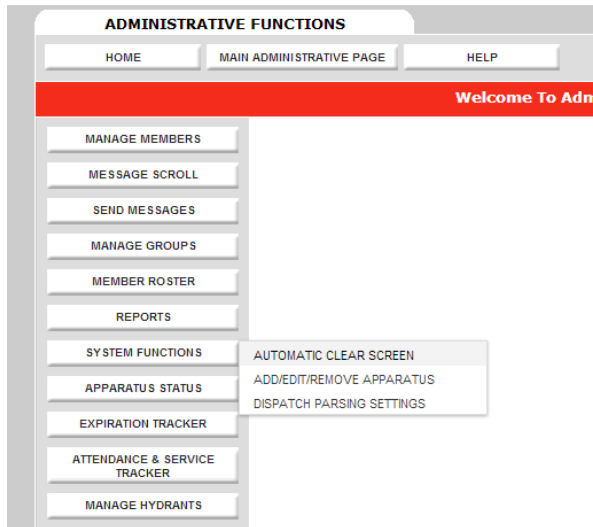 ADMINISTRATIVE FUNCTIONS
HOME
MAIN ADMINISTRATIVE PAGE
HELP
Welcome To Adm
MANAGE MEMBERS
MESSAGE SCROLL
SEND MESSAGES
MANAGE GROUPS
MEMBER ROSTER
REPORTS
SYSTEM FUNCTIONS
AUTOMATIC CLEAR SCREEN
ADD/EDIT/REMOVE APPARATUS
DISPATCH PARSING SETTINGS
APPARATUS STATUS
EXPIRATION TRACKER
ATTENDANCE & SERVICE
TRACKER
MANAGE HYDRANTS